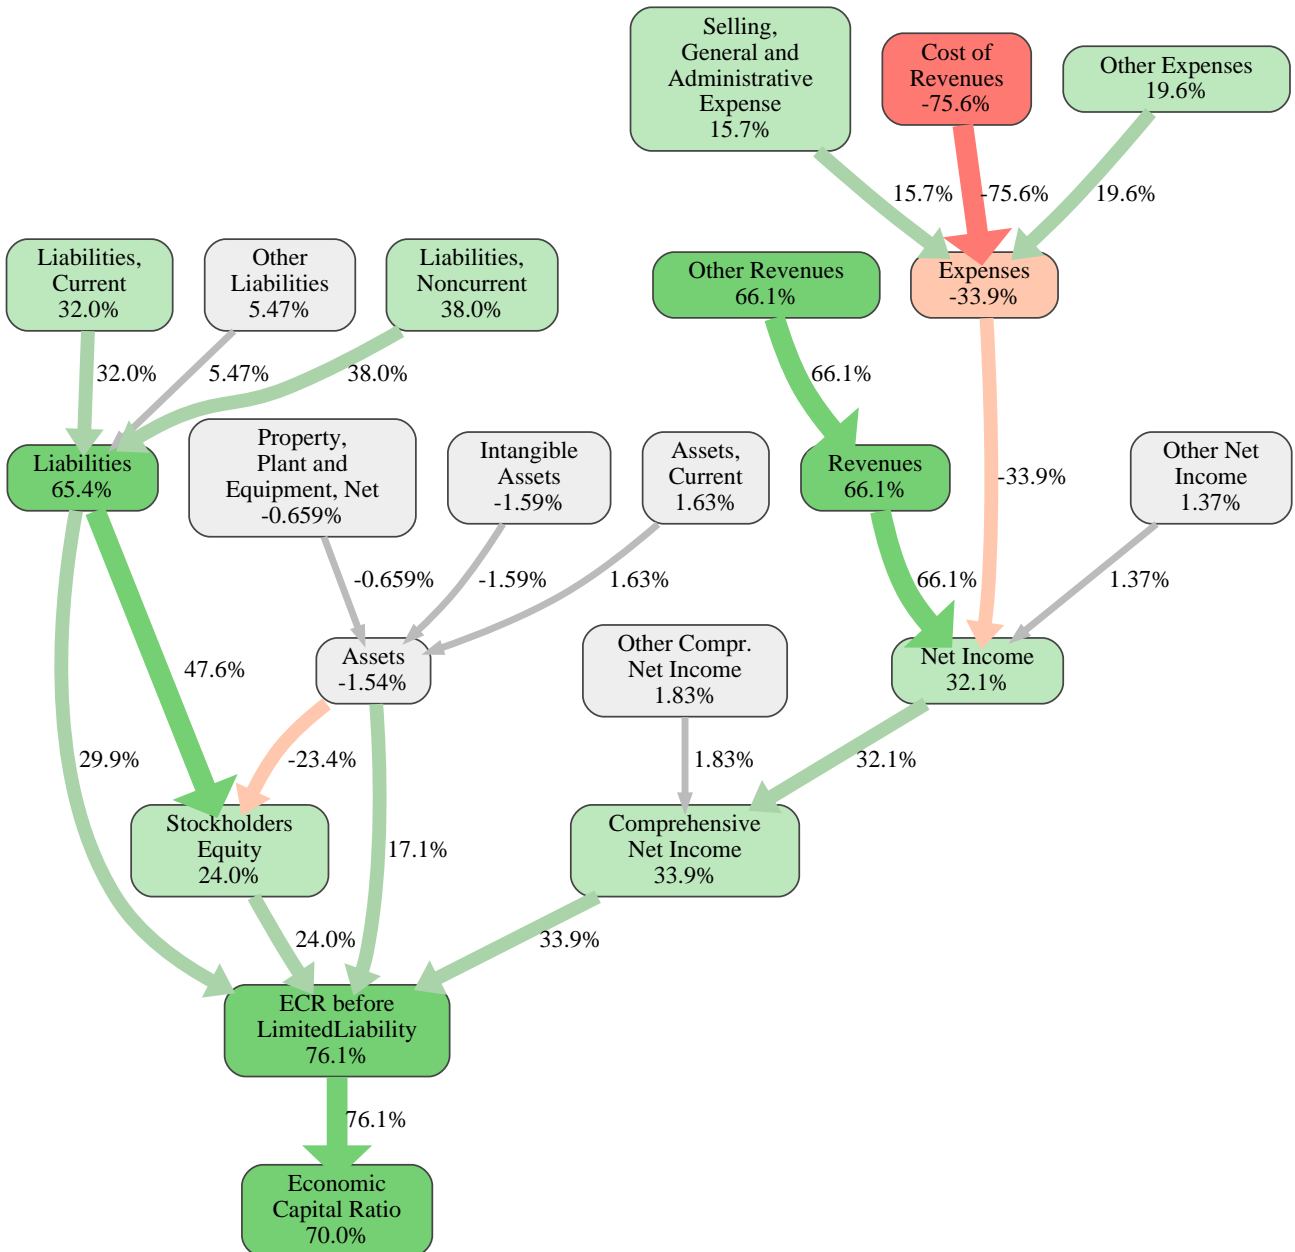 Selling,
General and
Administrative
Expense
15.7%
Cost of
Revenues
-75.6%
Other Expenses
19.6%
15.7%
-75.6%
19.6%
Liabilities,
Current
32.0%
Other
Liabilities
5.47%
Liabilities,
Noncurrent
38.0%
Other Revenues
66.1%
Expenses
-33.9%
32.0%
5.47%
38.0%
66.1%
Liabilities
65.4%
Property,
Plant and
Equipment, Net
-0.659%
Intangible
Assets
-1.59%
Assets,
Current
1.63%
Revenues
66.1%
-33.9%
Other Net
Income
1.37%
-0.659%
-1.59%
1.63%
66.1%
1.37%
Assets
-1.54%
Other Compr.
Net Income
1.83%
Net Income
32.1%
47.6%
29.9%
-23.4%
1.83%
32.1%
Stockholders
Equity
24.0%
17.1%
Comprehensive
Net Income
33.9%
24.0%
33.9%
ECR before
LimitedLiability
76.1%
76.1%
Economic
Capital Ratio
70.0%